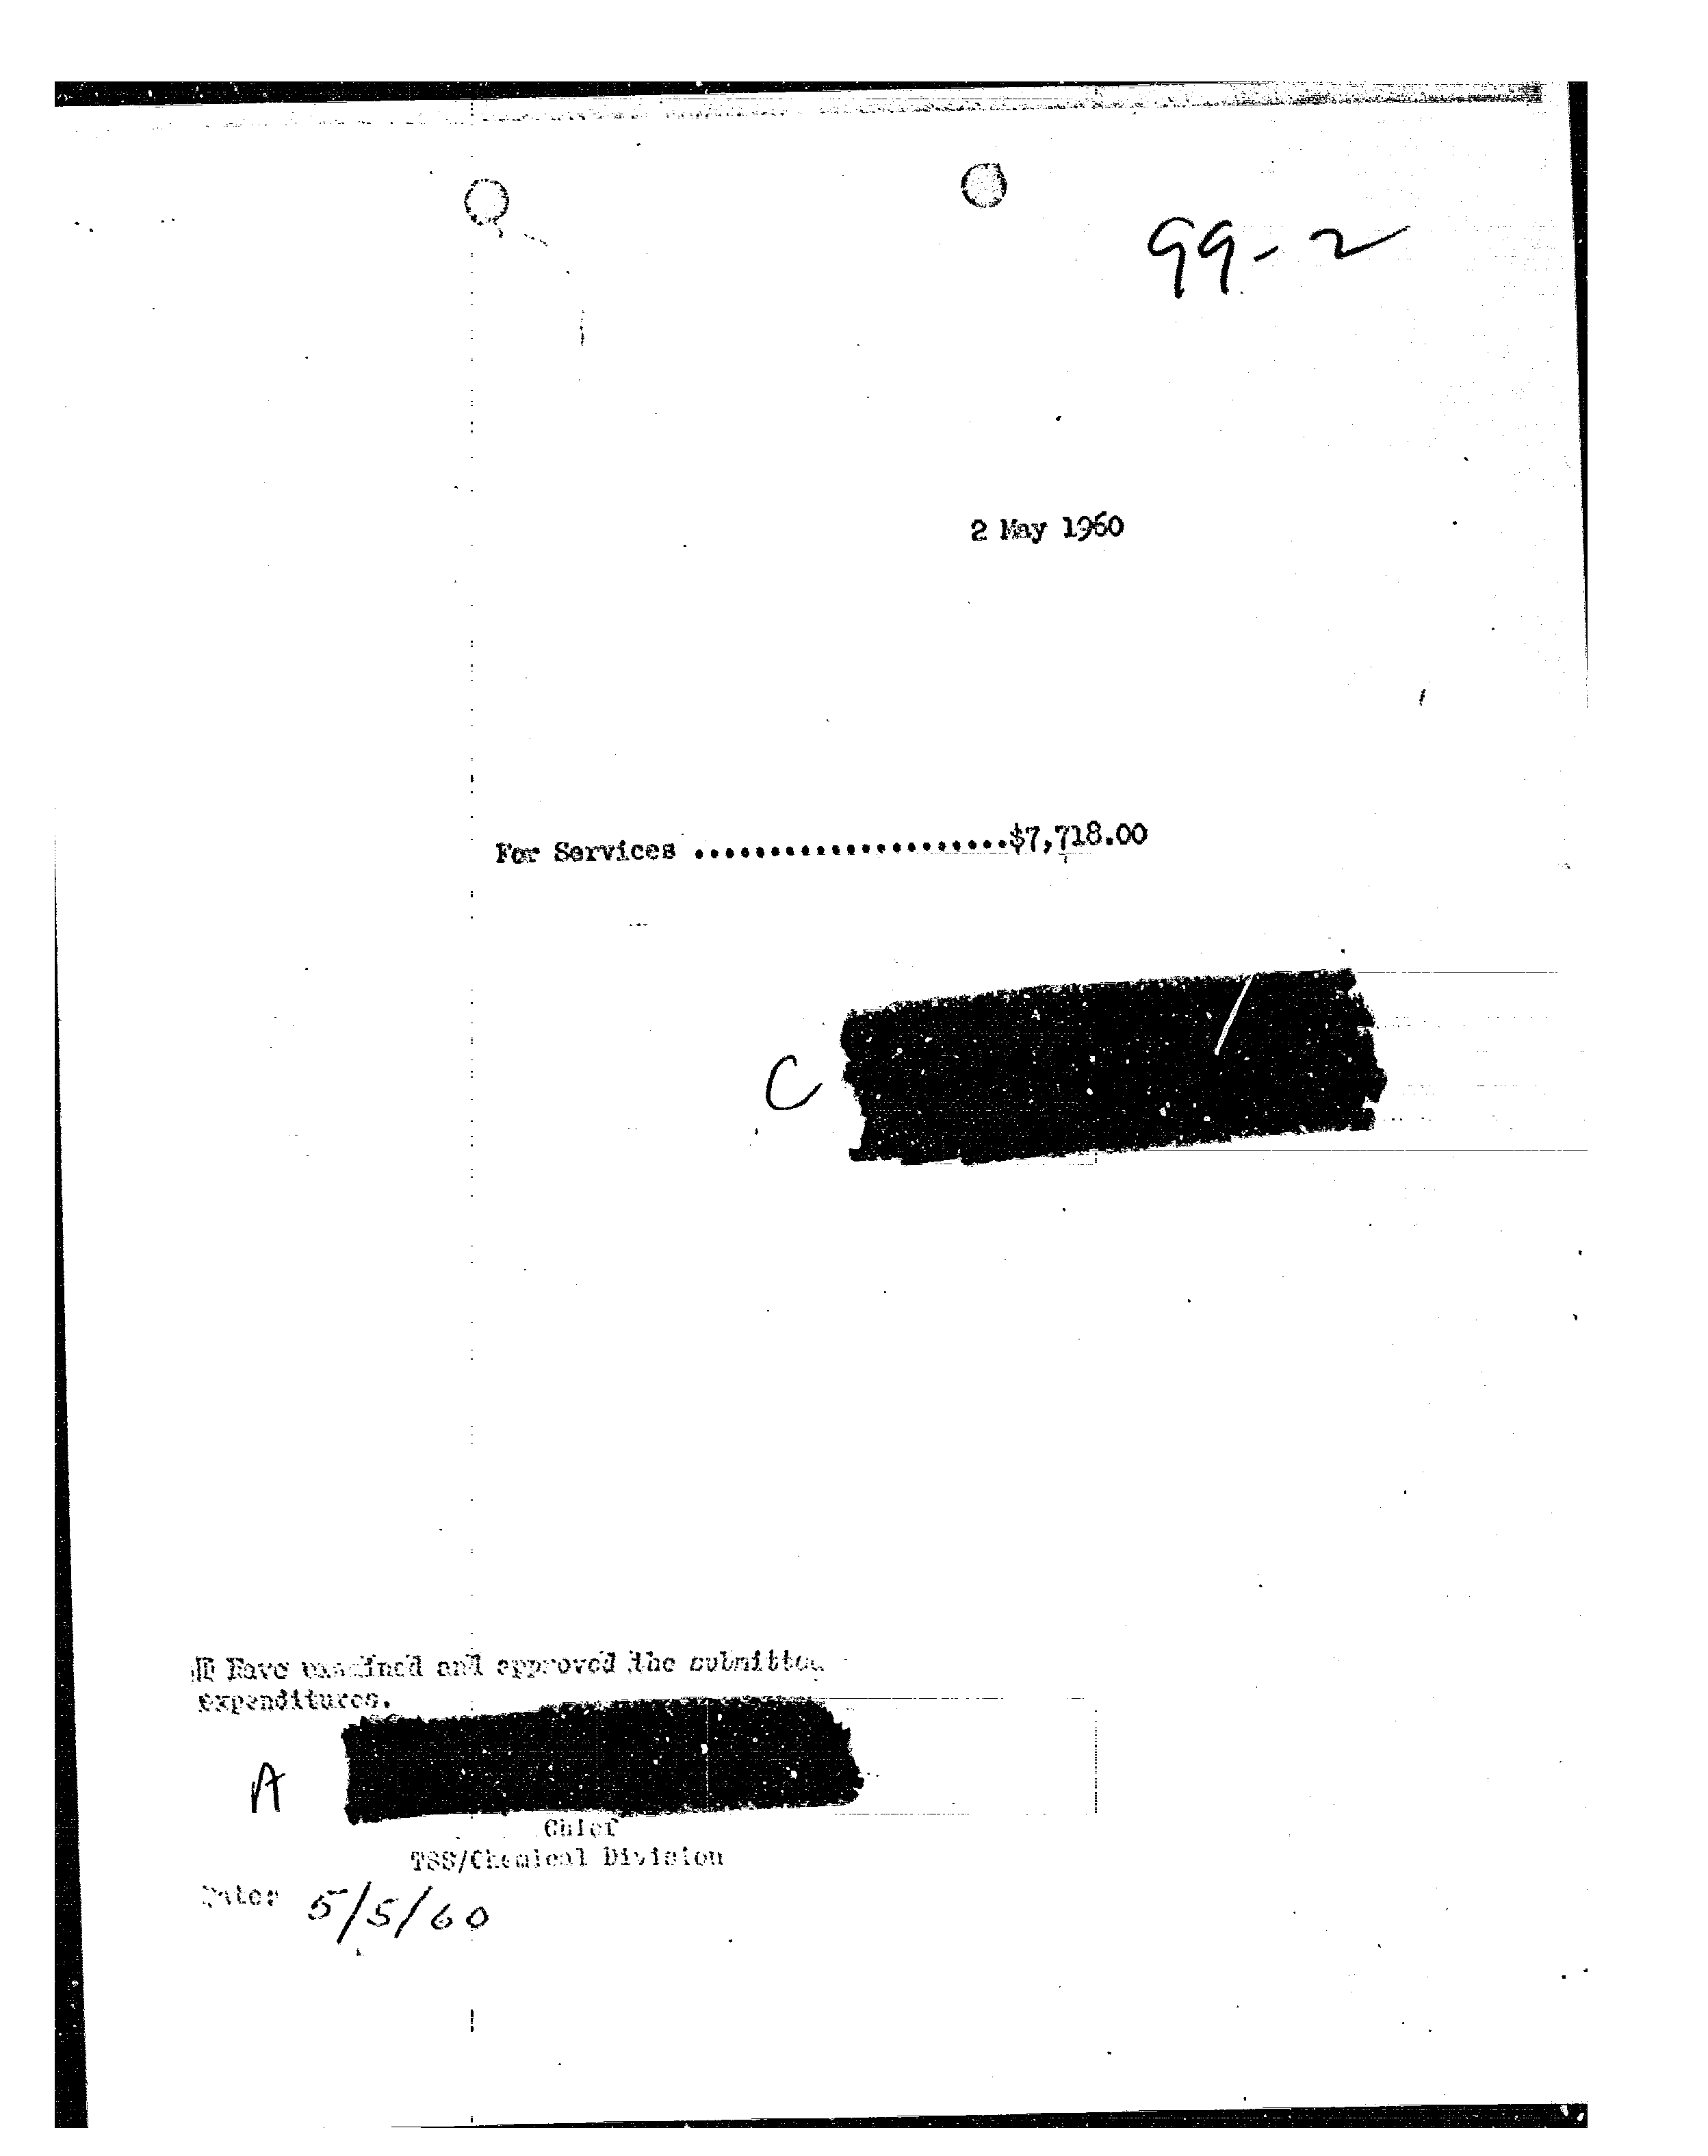 99-2
2 May 1960
For Services .....................$7,718.00
C
I Have examined and approved the submitted
expenditures.
A
Chief
TSS/Chemical Division
Date: 5/5/60